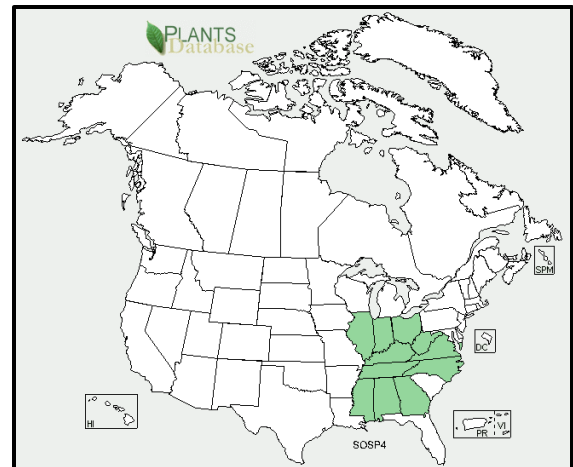 PLANTS
Database
SPM
DC
HI
PR
VI
SOSP4